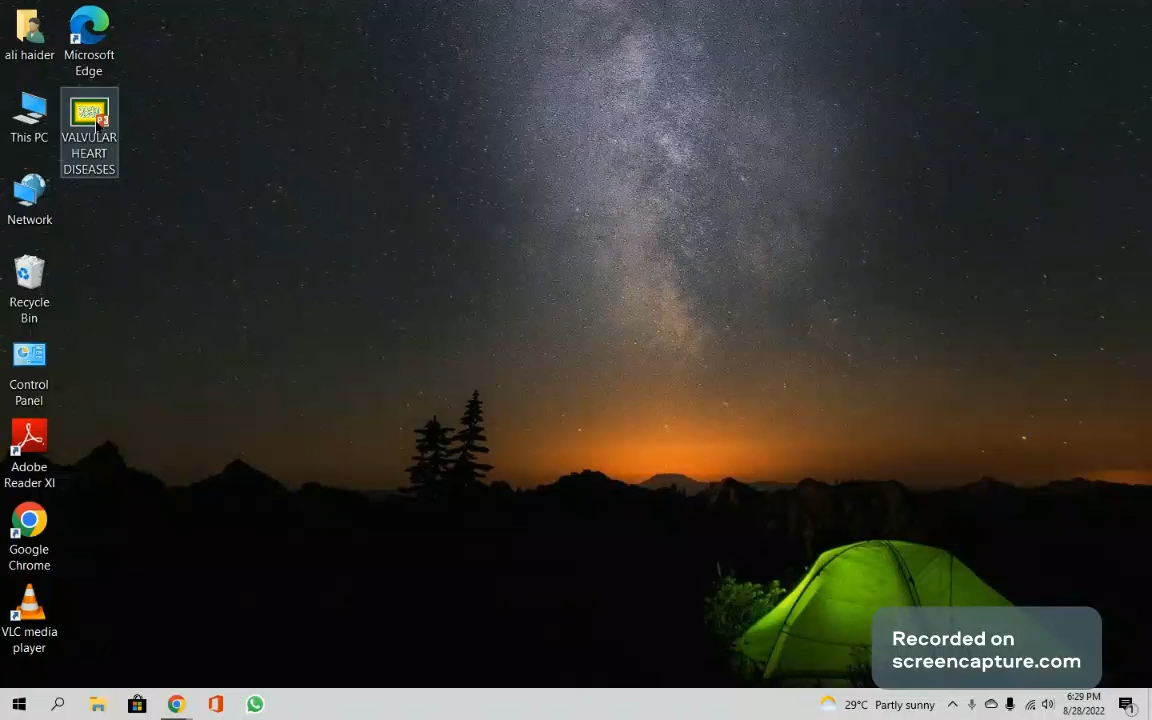 ali haider
Microsoft
Edge
This PC
VALVULAR
HEART
DISEASES
Network
Recycle
Bin
Control
Panel
Adobe
Reader XI
Google
Chrome
VLC media
player
Recorded on
screencapture.com
29°C Partly sunny
6:29 PM
8/28/2022